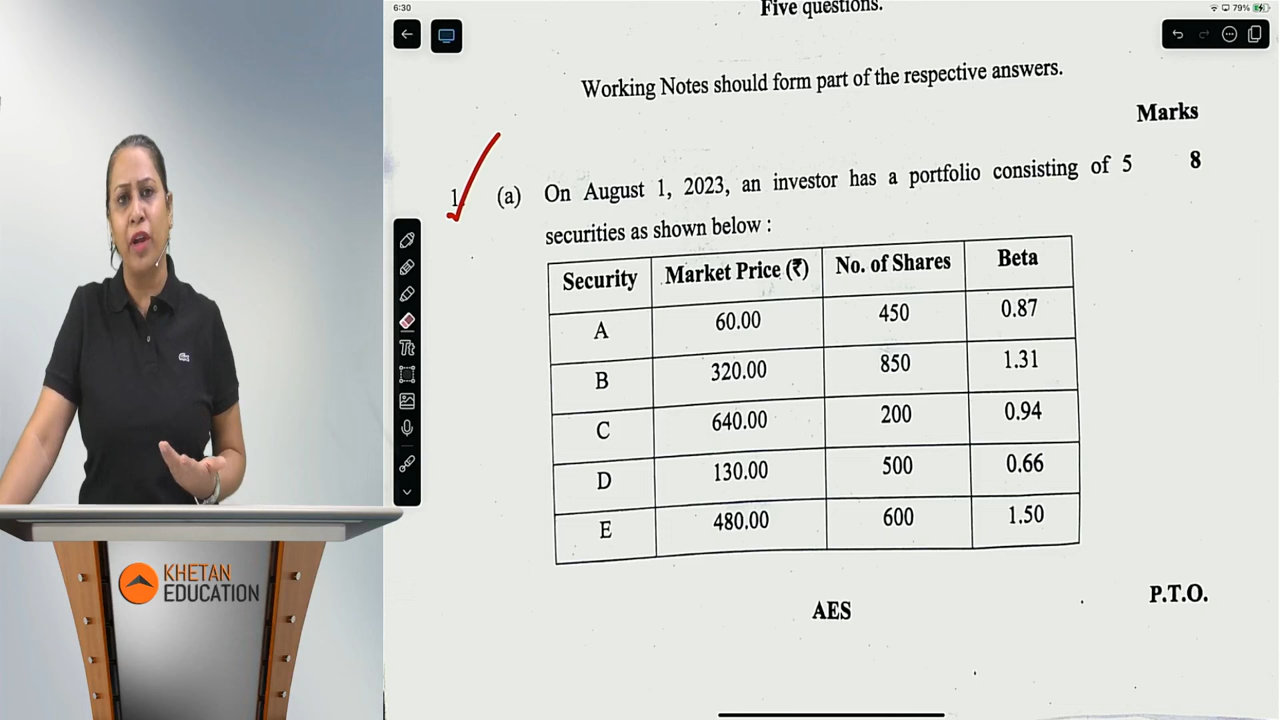 6:30
79%
Five questions.
Working Notes should form part of the respective answers.
Marks
1. (a) On August 1, 2023, an investor has a portfolio consisting of 5 8
securities as shown below :
Security Market Price (₹) No. of Shares Beta
A 60.00 450 0.87
B 320.00 850 1.31
C 640.00 200 0.94
D 130.00 500 0.66
E 480.00 600 1.50
AES
P.T.O.
Tt
KHETAN
EDUCATION